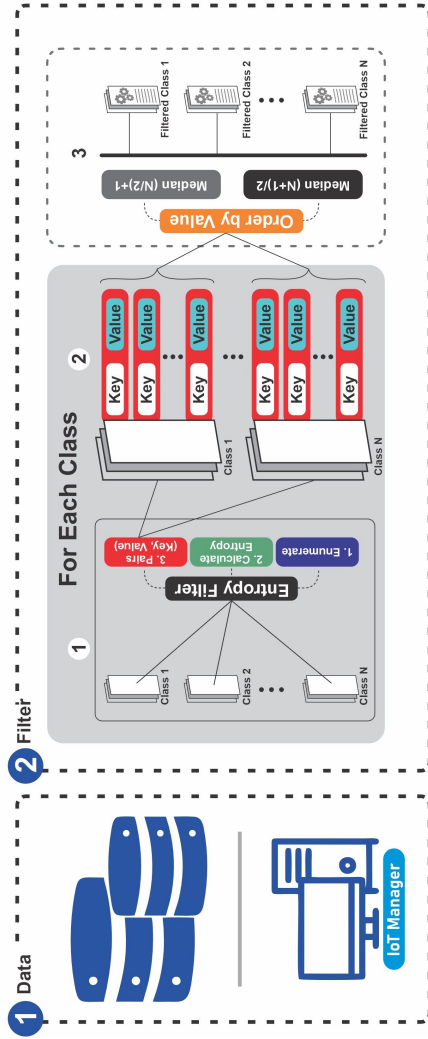 1 Data
IoT Manager
2 Filter
For Each Class
1
Class 1
Class 2
Class N
Entropy Filter
1. Enumerate
2. Calculate
Entropy
3. Pairs
(Key, Value)
2
Key Value
Key Value
Key Value
Class 1
Key Value
Key Value
Key Value
Class N
3
Order by Value
Median (N/2)+1
Median (N+1)/2
Filtered Class 1
Filtered Class 2
Filtered Class N